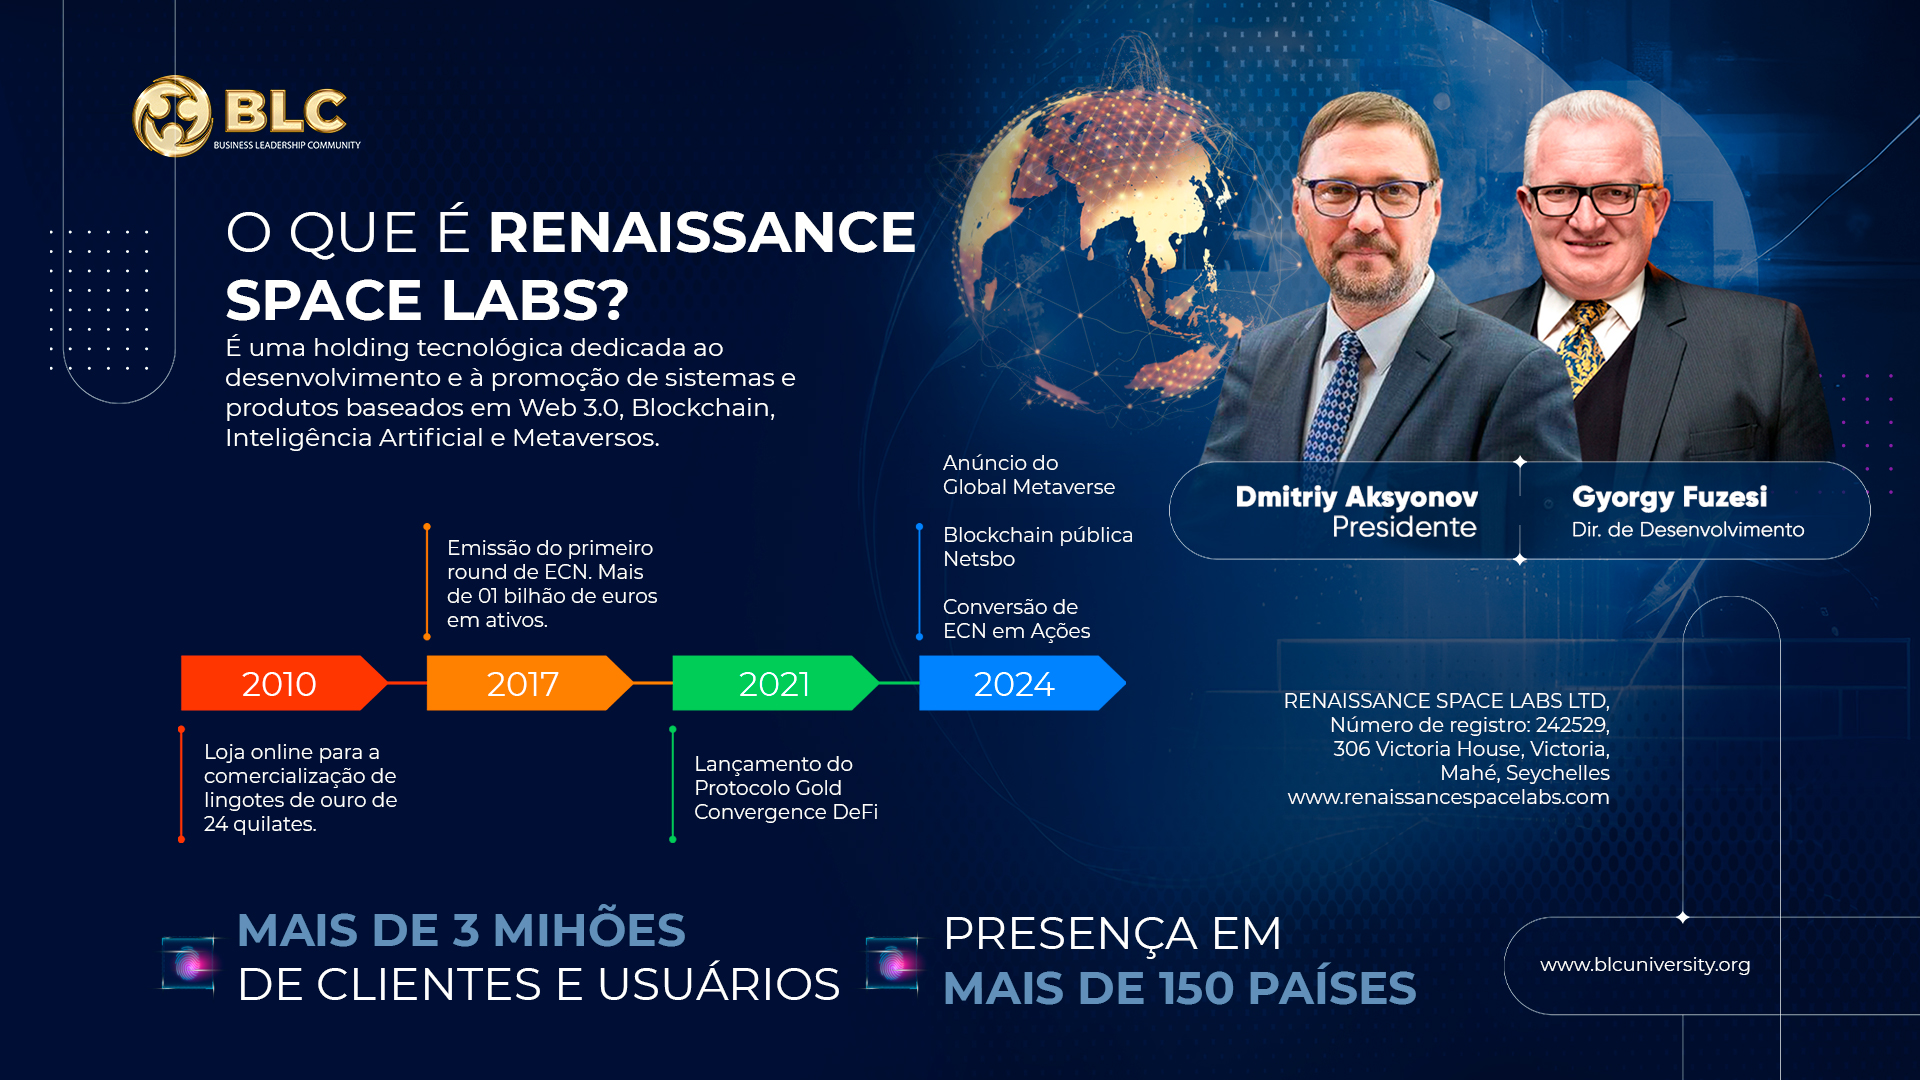 BLC
BUSINESS LEADERSHIP COMMUNITY
O QUE É RENAISSANCE
SPACE LABS?
É uma holding tecnológica dedicada ao
desenvolvimento e à promoção de sistemas e
produtos baseados em Web 3.0, Blockchain,
Inteligência Artificial e Metaversos.
Dmitriy Aksyonov
Presidente
Gyorgy Fuzesi
Dir. de Desenvolvimento
Emissão do primeiro
round de ECN. Mais
de 01 bilhão de euros
em ativos.
Anúncio do
Global Metaverse
Blockchain pública
Netsbo
Conversão de
ECN em Ações
2010
2017
2021
2024
Loja online para a
comercialização de
lingotes de ouro de
24 quilates.
Lançamento do
Protocolo Gold
Convergence DeFi
RENAISSANCE SPACE LABS LTD,
Número de registro: 242529,
306 Victoria House, Victoria,
Mahé, Seychelles
www.renaissancespacelabs.com
MAIS DE 3 MIHÕES
DE CLIENTES E USUÁRIOS
PRESENÇA EM
MAIS DE 150 PAÍSES
www.blcuniversity.org